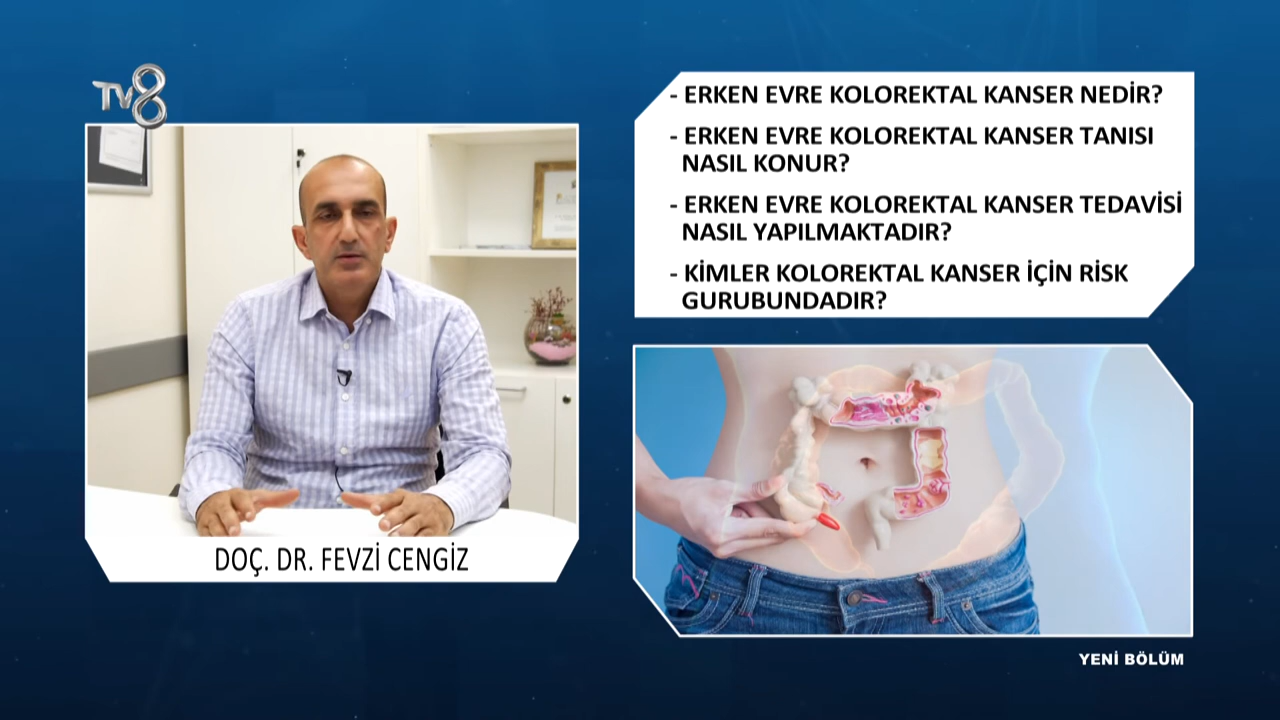 TV8
- ERKEN EVRE KOLOREKTAL KANSER NEDİR?
- ERKEN EVRE KOLOREKTAL KANSER TANISI
NASIL KONUR?
- ERKEN EVRE KOLOREKTAL KANSER TEDAVİSİ
NASIL YAPILMAKTADIR?
- KİMLER KOLOREKTAL KANSER İÇİN RİSK
GURUBUNDADIR?
DOÇ. DR. FEVZİ CENGİZ
YENİ BÖLÜM